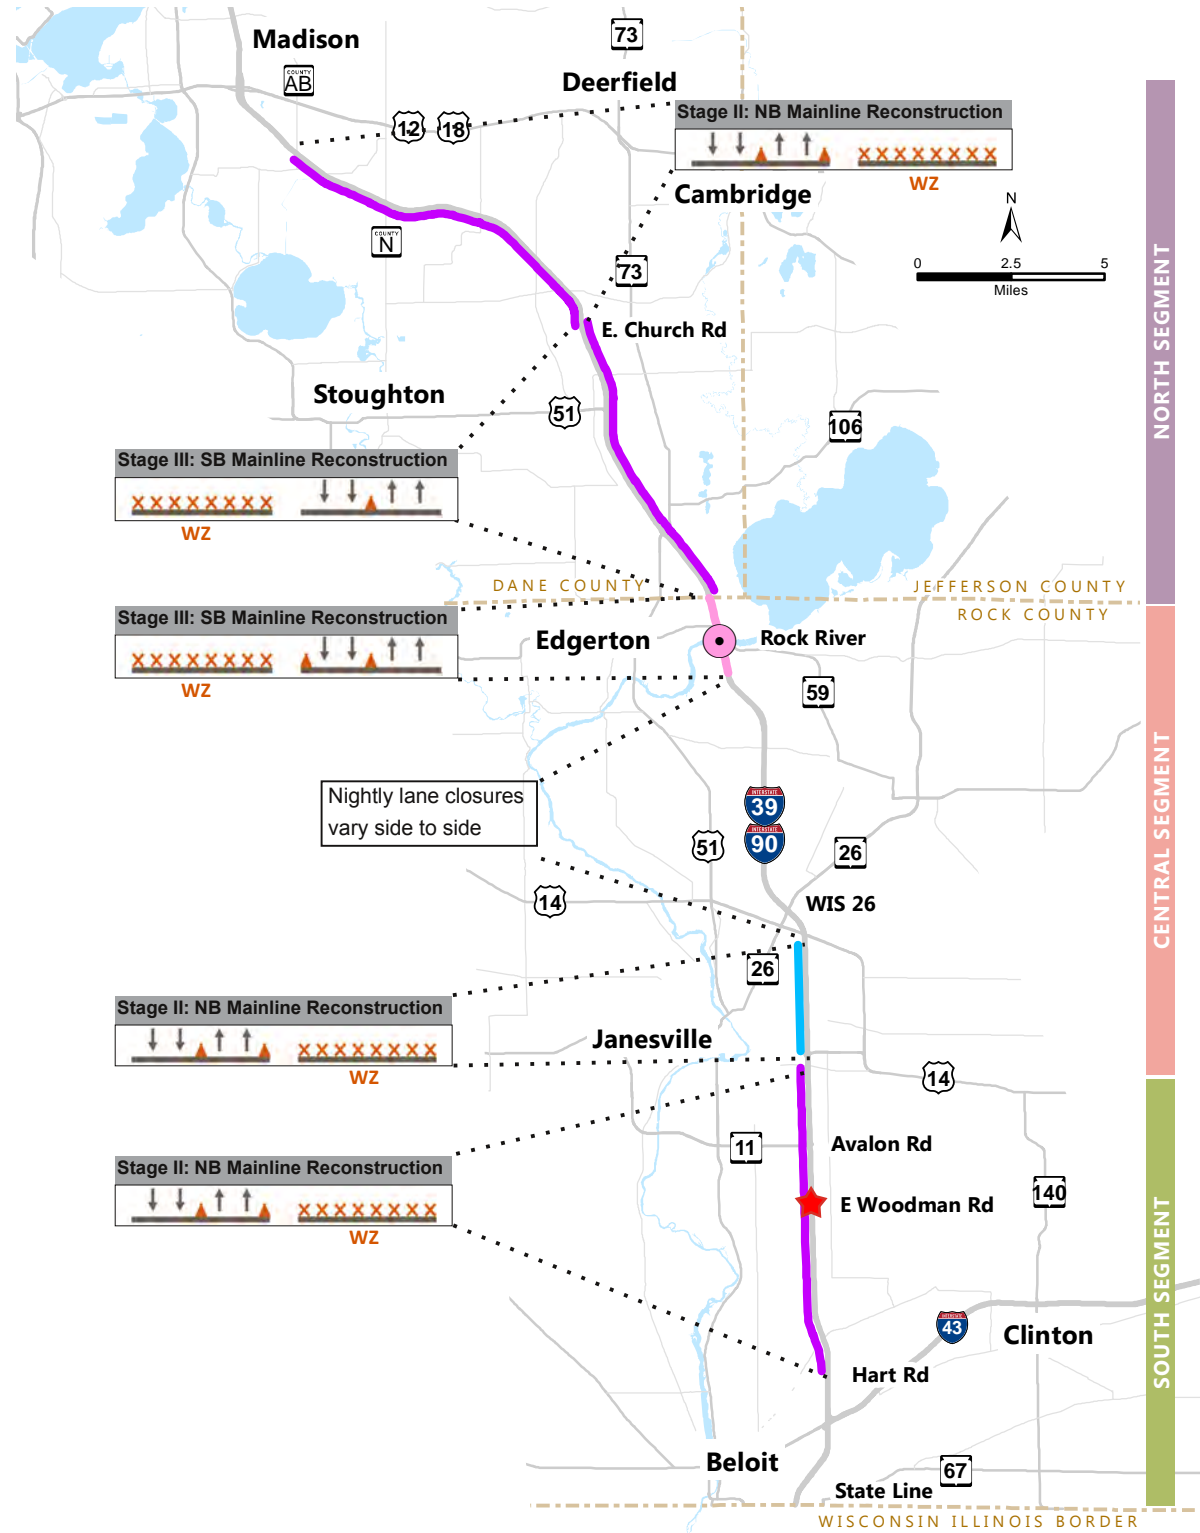 Madison
COUNTY
AB
73
Deerfield
12
18
Stage II: NB Mainline Reconstruction
WZ
Cambridge
N
0 2.5 5
Miles
COUNTY
N
73
E. Church Rd
NORTH SEGMENT
Stoughton
51
106
Stage III: SB Mainline Reconstruction
WZ
DANE COUNTY
JEFFERSON COUNTY
ROCK COUNTY
Stage III: SB Mainline Reconstruction
WZ
Edgerton
Rock River
59
Nightly lane closures
vary side to side
INTERSTATE
39
INTERSTATE
90
51
26
14
WIS 26
CENTRAL SEGMENT
26
Stage II: NB Mainline Reconstruction
WZ
Janesville
14
Avalon Rd
11
Stage II: NB Mainline Reconstruction
WZ
E Woodman Rd
140
SOUTH SEGMENT
INTERSTATE
43
Clinton
Hart Rd
Beloit
67
State Line
WISCONSIN ILLINOIS BORDER